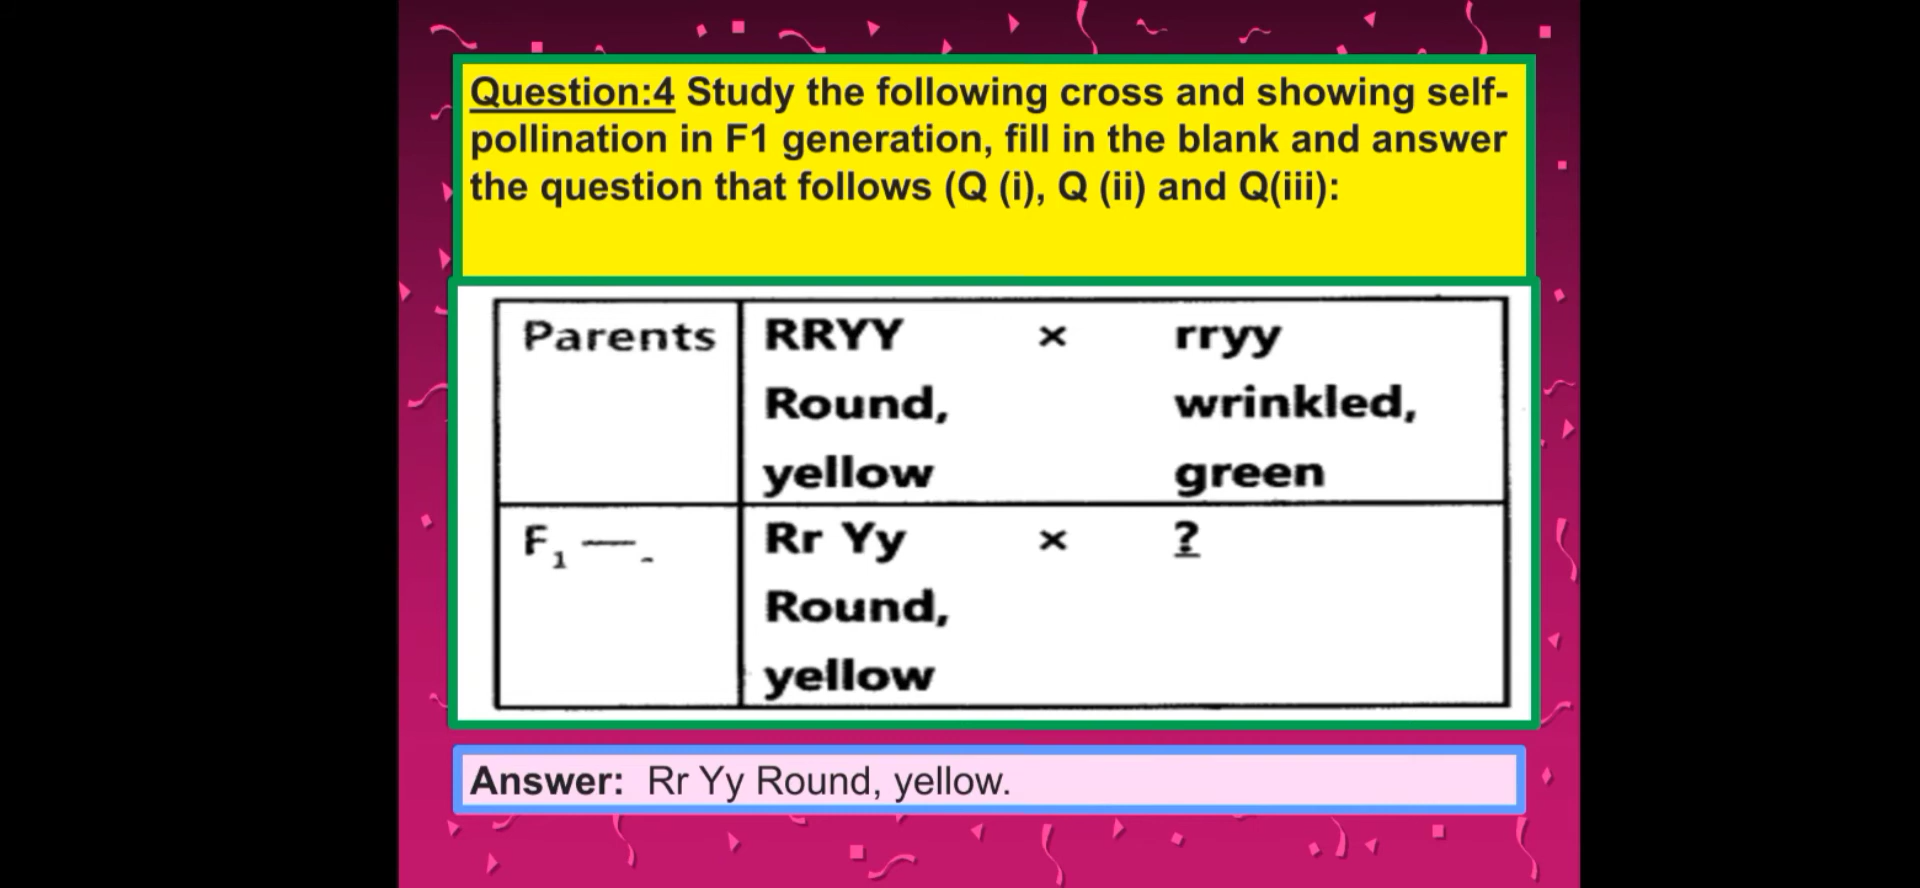 Question:4 Study the following cross and showing self-
pollination in F1 generation, fill in the blank and answer
the question that follows (Q (i), Q (ii) and Q(iii):
Parents RRYY × rryy
Round, wrinkled,
yellow green
F₁ — Rr Yy × ?
Round,
yellow
Answer: Rr Yy Round, yellow.